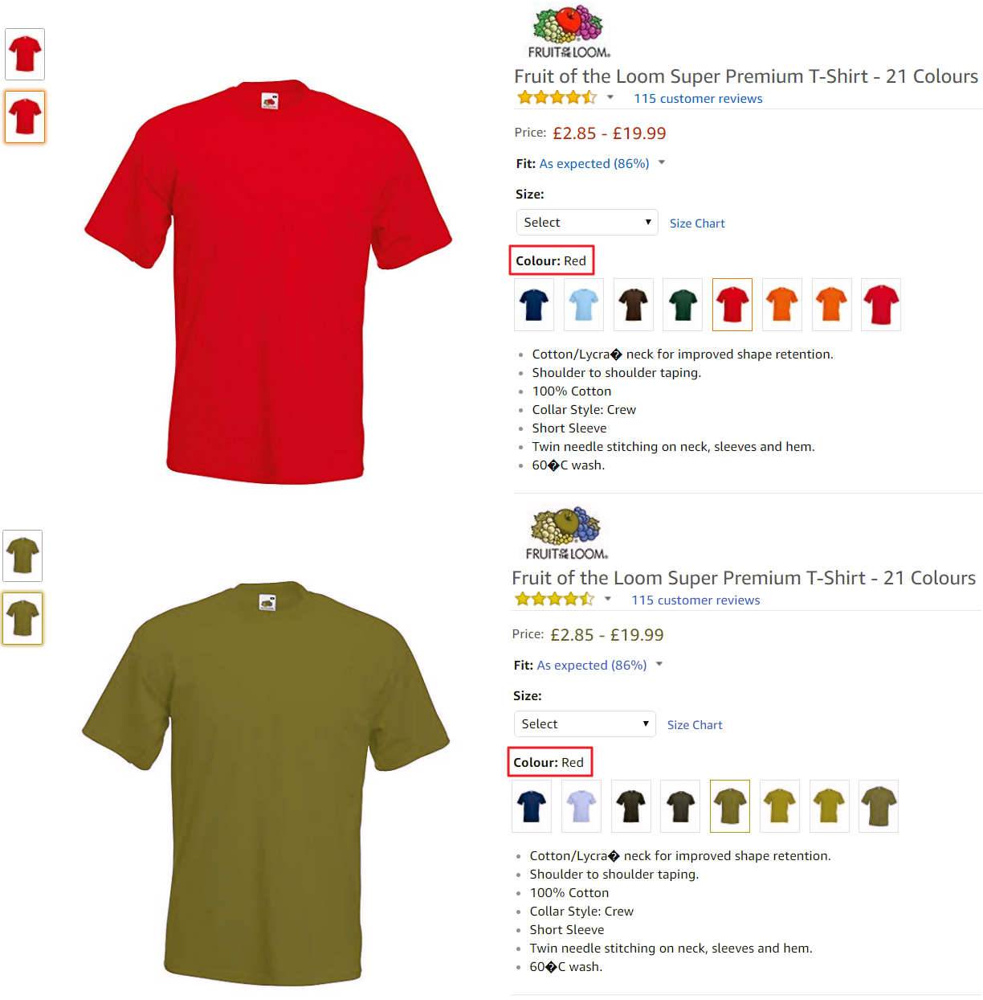 FRUIT OF THE LOOM®
Fruit of the Loom Super Premium T-Shirt - 21 Colours
115 customer reviews
Price: £2.85 - £19.99
Fit: As expected (86%)
Size:
Select Size Chart
Colour: Red
Cotton/Lycra� neck for improved shape retention.
Shoulder to shoulder taping.
100% Cotton
Collar Style: Crew
Short Sleeve
Twin needle stitching on neck, sleeves and hem.
60�C wash.
FRUIT OF THE LOOM®
Fruit of the Loom Super Premium T-Shirt - 21 Colours
115 customer reviews
Price: £2.85 - £19.99
Fit: As expected (86%)
Size:
Select Size Chart
Colour: Red
Cotton/Lycra� neck for improved shape retention.
Shoulder to shoulder taping.
100% Cotton
Collar Style: Crew
Short Sleeve
Twin needle stitching on neck, sleeves and hem.
60�C wash.